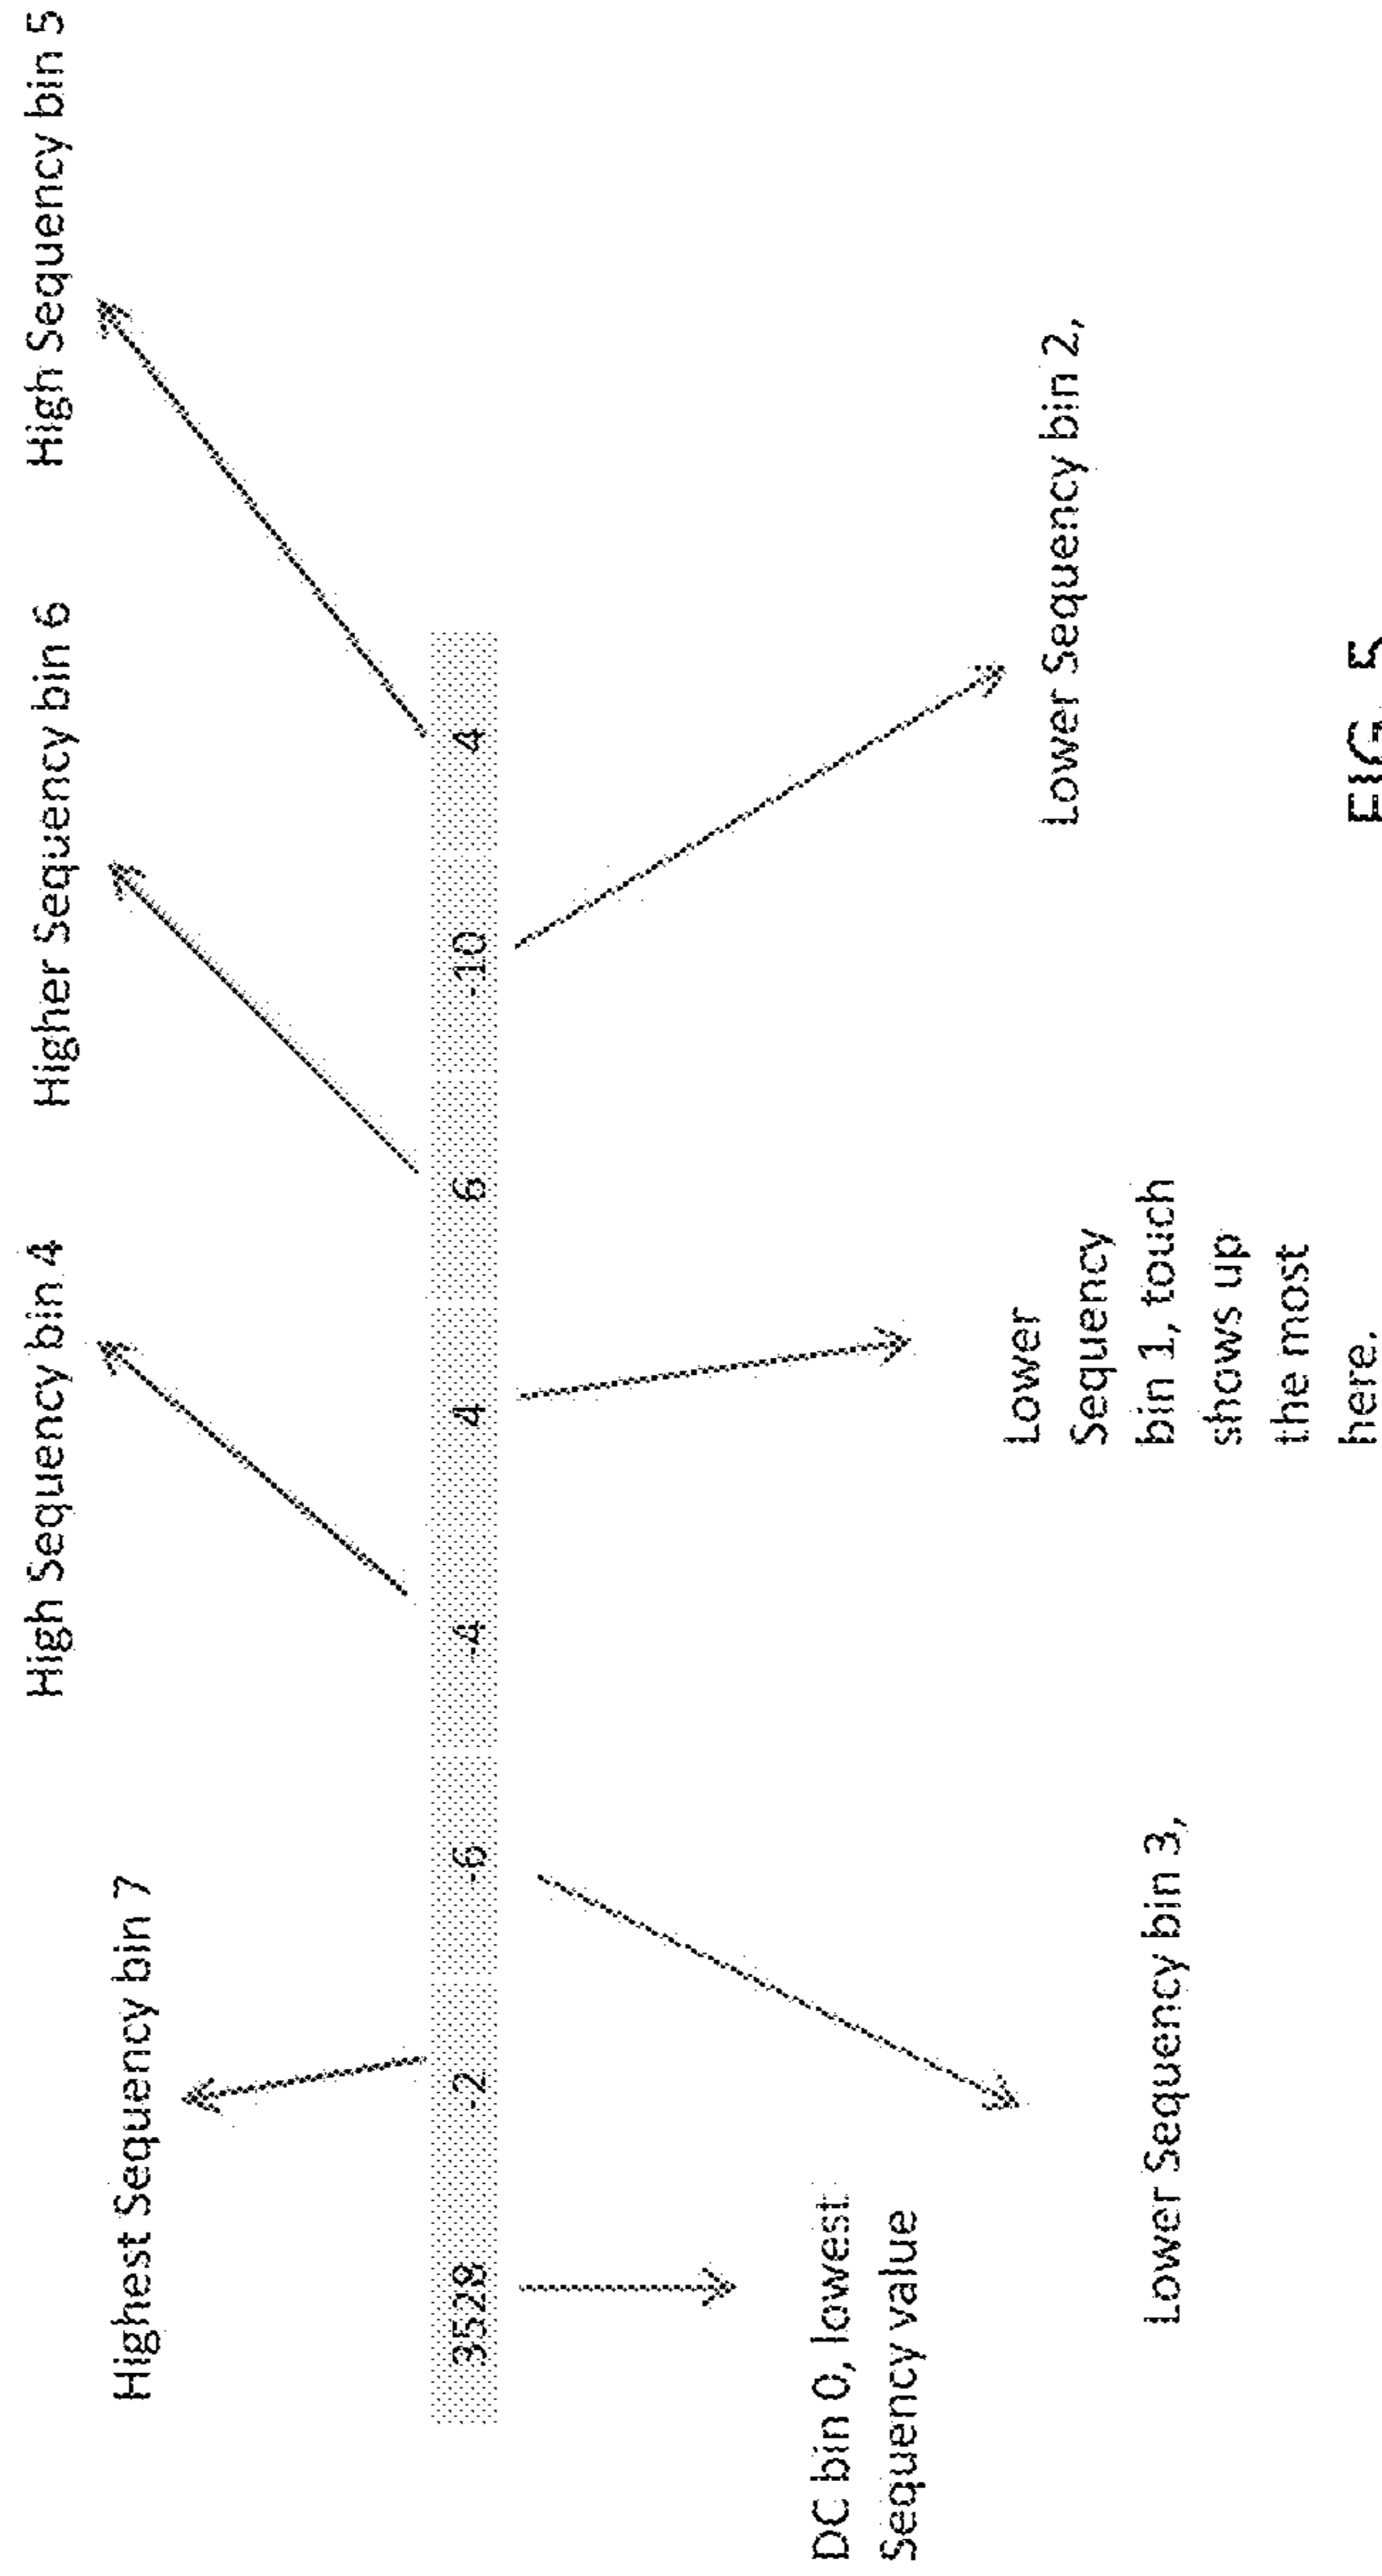 Highest Sequency bin 7
High Sequency bin 4
Higher Sequency bin 6
High Sequency bin 5
3528 -2 -6 -4 4 6 -10 4
DC bin 0, lowest
Sequency value
Lower Sequency bin 3,
Lower
Sequency
bin 1, touch
shows up
the most
here.
Lower Sequency bin 2,
FIG. 5